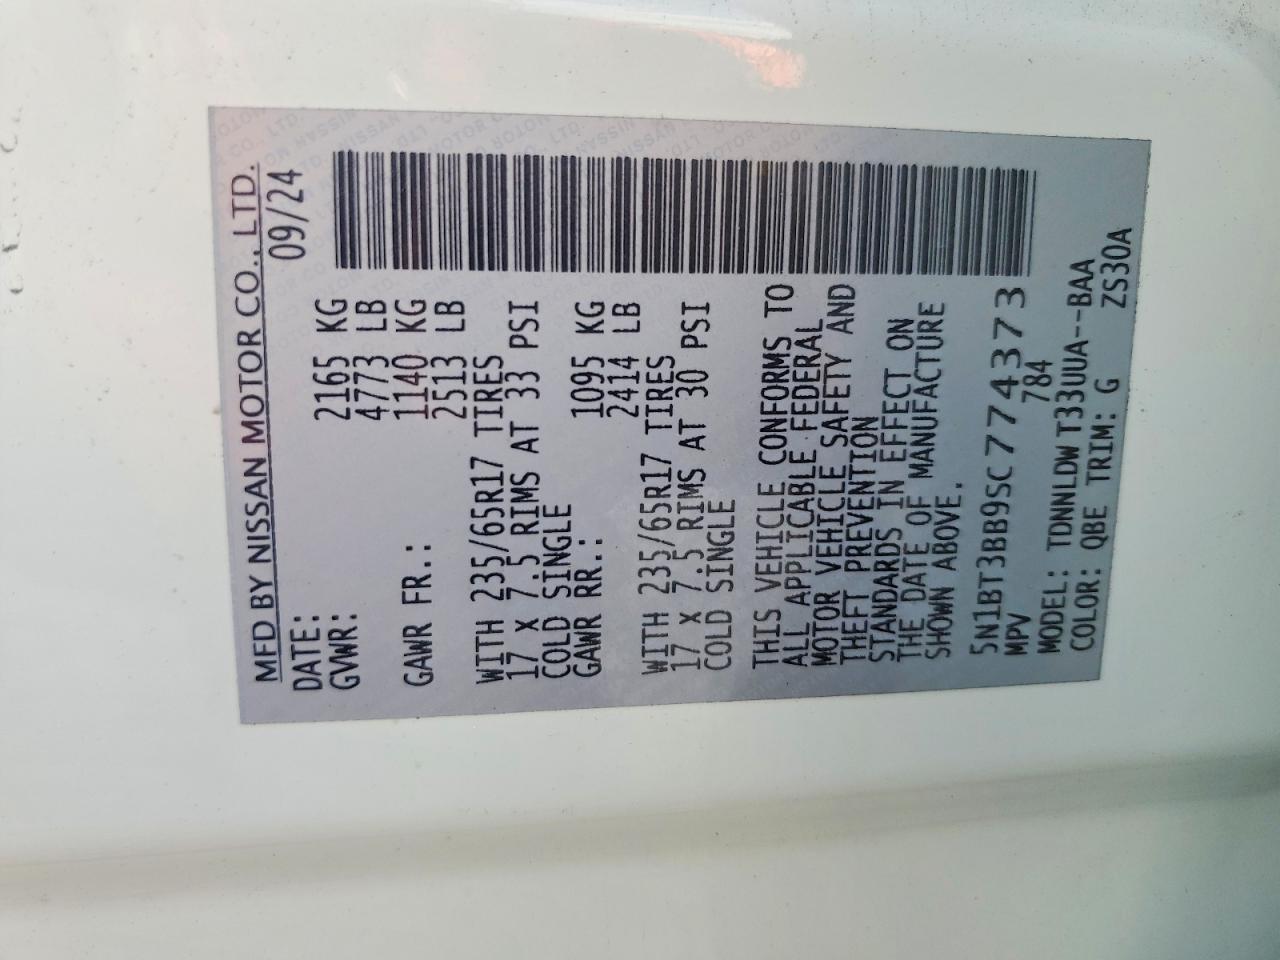 MFD BY NISSAN MOTOR CO., LTD.
DATE: 09/24
GVWR: 2165 KG
4773 LB
GAWR FR.: 1140 KG
2513 LB
WITH 235/65R17 TIRES
17 X 7.5 RIMS AT 33 PSI
COLD SINGLE
GAWR RR.: 1095 KG
2414 LB
WITH 235/65R17 TIRES
17 X 7.5 RIMS AT 30 PSI
COLD SINGLE
THIS VEHICLE CONFORMS TO
ALL APPLICABLE FEDERAL
MOTOR VEHICLE SAFETY AND
THEFT PREVENTION
STANDARDS IN EFFECT ON
THE DATE OF MANUFACTURE
SHOWN ABOVE.
5N1BT3BB9SC774373
MPV 784
MODEL: TDNNLDW T33UUA--BAA
COLOR: QBE TRIM: G ZS30A